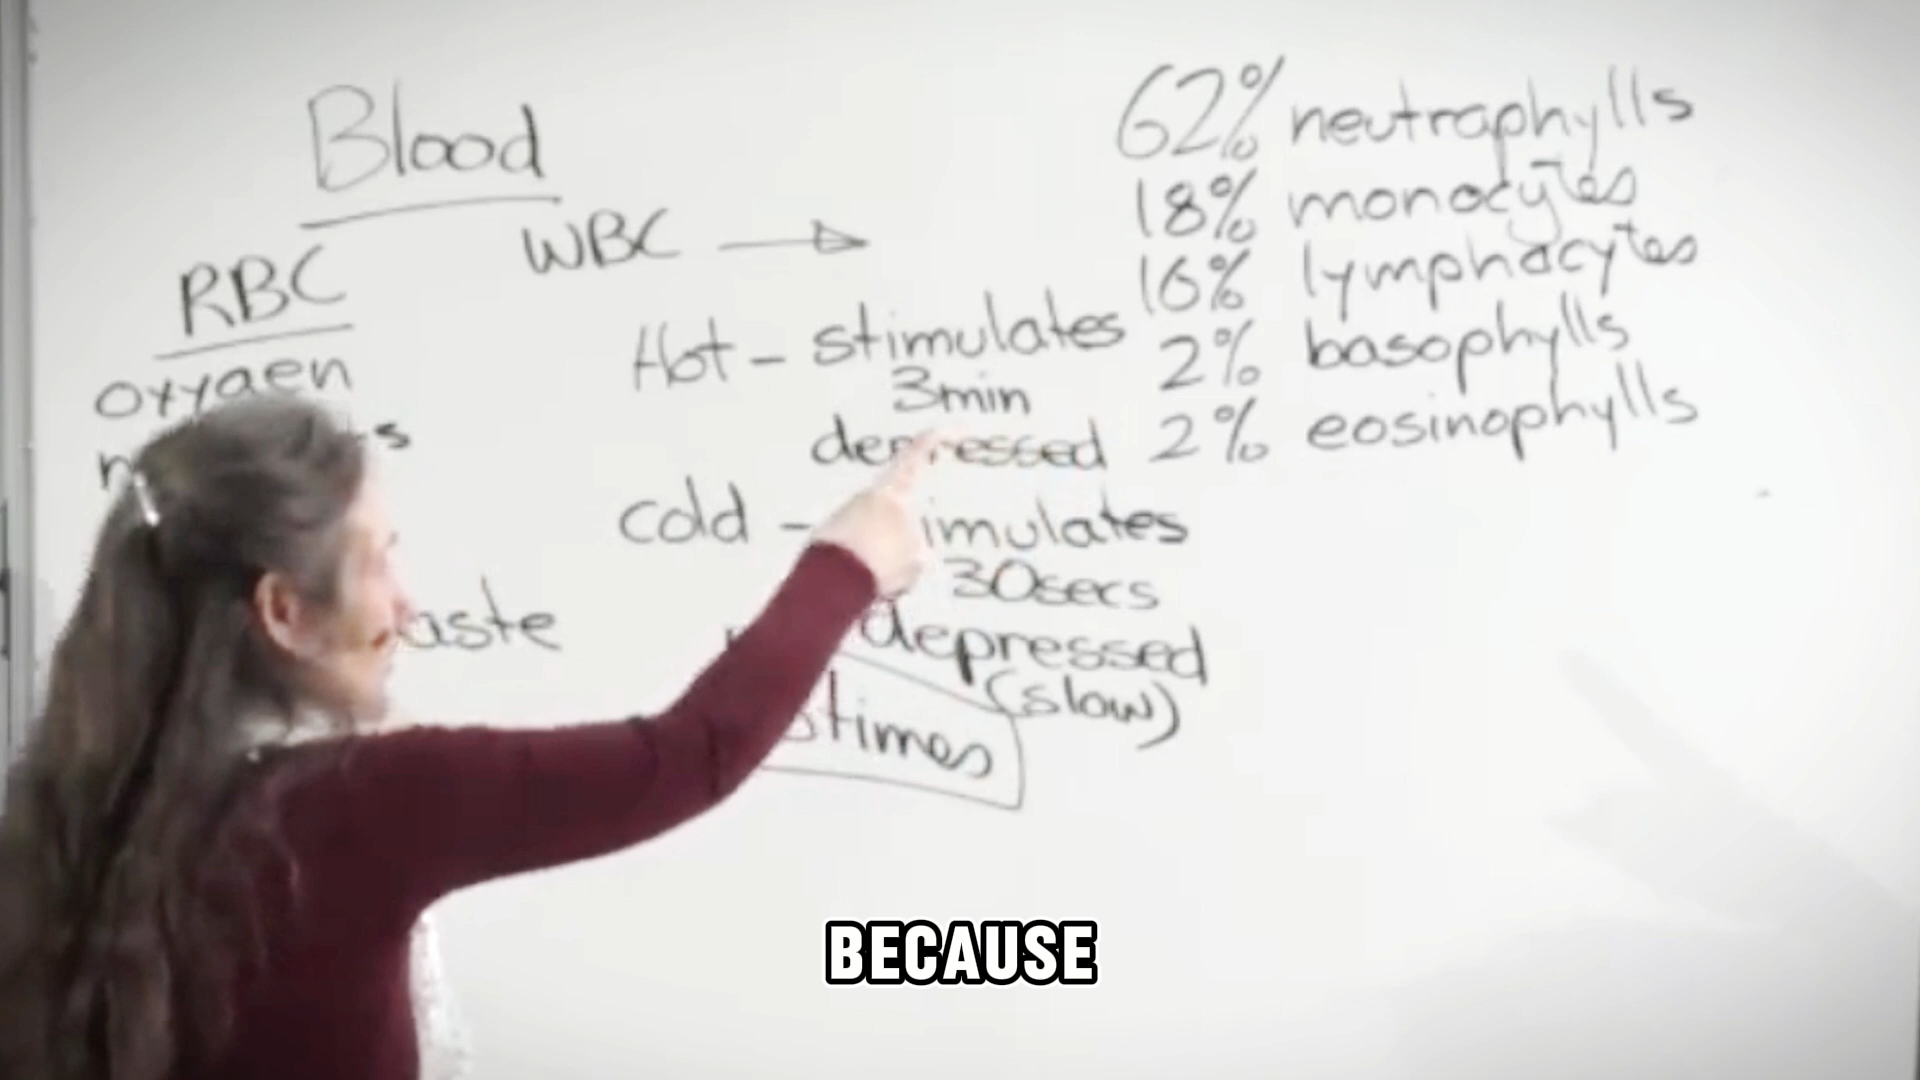 Blood
RBC
oxygen
aste
WBC
Hot - stimulates
3min
depressed
cold - imulates
30secs
depressed
(slow)
times
62% neutraphylls
18% monocytes
16% lymphacytes
2% basophylls
2% eosinophylls
BECAUSE